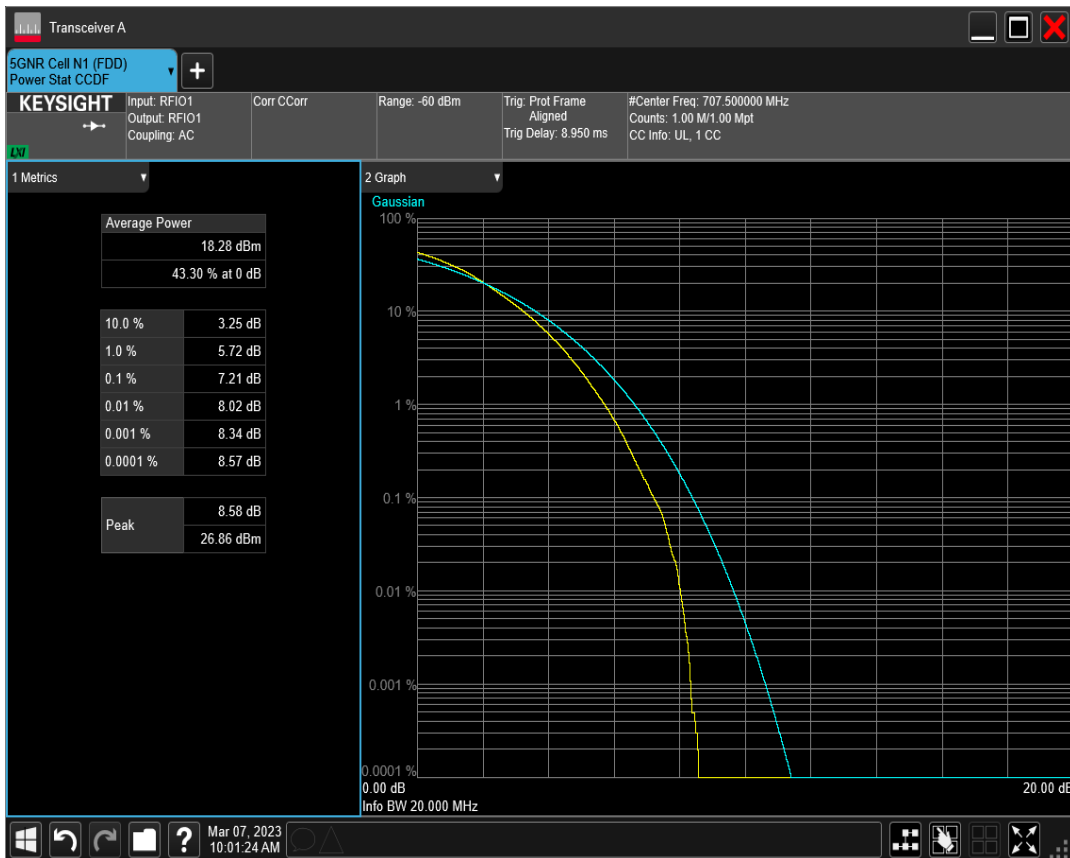 Transceiver A
5GNR Cell N1 (FDD)
Power Stat CCDF
KEYSIGHT
LXI
Input: RFIO1
Output: RFIO1
Coupling: AC
Corr CCorr
Range: -60 dBm
Trig: Prot Frame
Aligned
Trig Delay: 8.950 ms
#Center Freq: 707.500000 MHz
Counts: 1.00 M/1.00 Mpt
CC Info: UL, 1 CC
1 Metrics
Average Power
18.28 dBm
43.30 % at 0 dB
10.0 % 3.25 dB
1.0 % 5.72 dB
0.1 % 7.21 dB
0.01 % 8.02 dB
0.001 % 8.34 dB
0.0001 % 8.57 dB
Peak 8.58 dB
26.86 dBm
2 Graph
Gaussian
100 %
10 %
1 %
0.1 %
0.01 %
0.001 %
0.0001 %
0.00 dB 20.00 dB
Info BW 20.000 MHz
?
Mar 07, 2023
10:01:24 AM